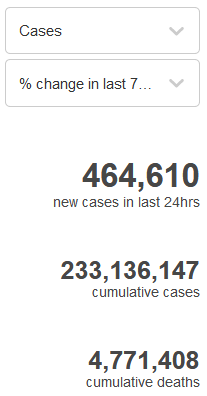 Cases
% change in last 7...
464,610
new cases in last 24hrs
233,136,147
cumulative cases
4,771,408
cumulative deaths